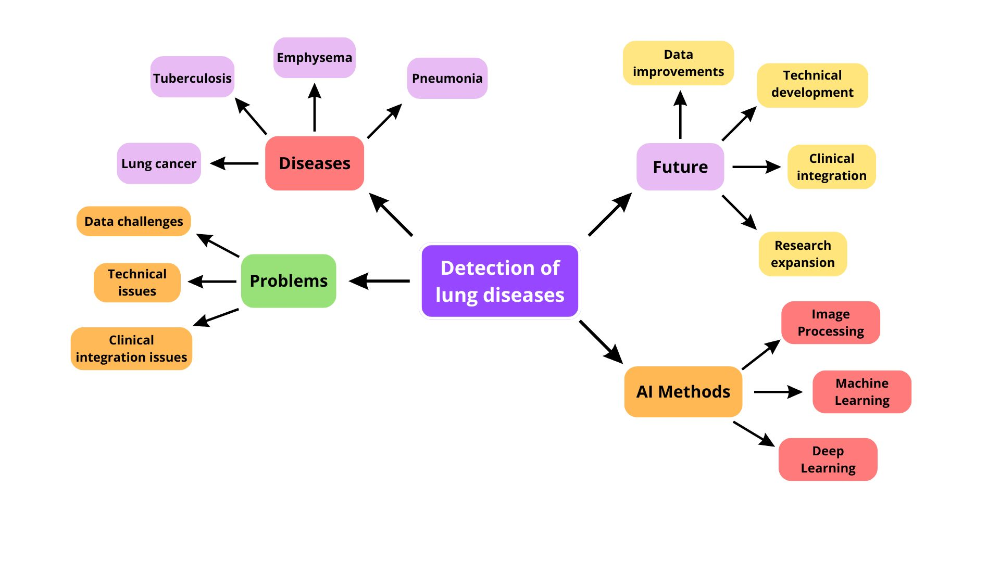 Detection of
lung diseases
Diseases
Lung cancer
Tuberculosis
Emphysema
Pneumonia
Problems
Data challenges
Technical
issues
Clinical
integration issues
Future
Data
improvements
Technical
development
Clinical
integration
Research
expansion
AI Methods
Image
Processing
Machine
Learning
Deep
Learning